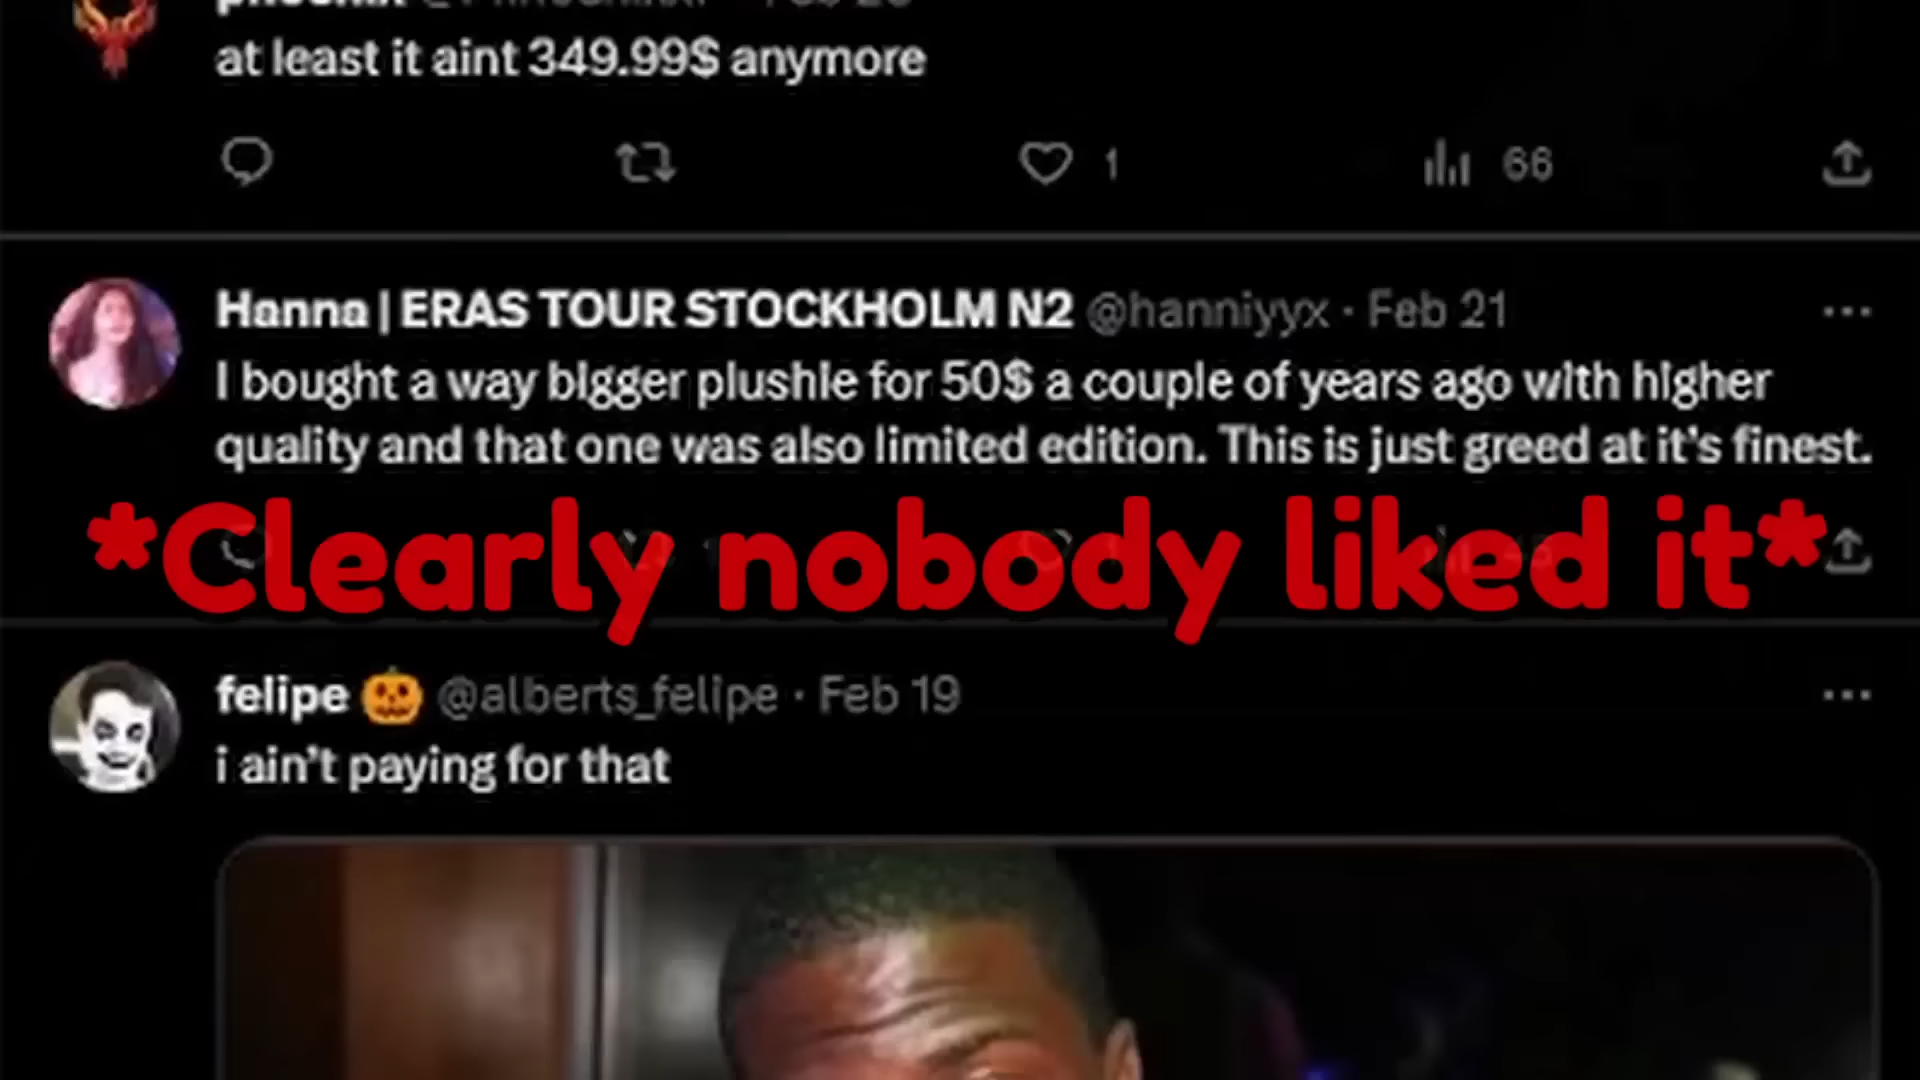 at least it aint 349.99$ anymore
1 66
Hanna | ERAS TOUR STOCKHOLM N2 @hanniyyx · Feb 21
I bought a way bigger plushie for 50$ a couple of years ago with higher
quality and that one was also limited edition. This is just greed at it's finest.
*Clearly nobody liked it*
felipe 🎃 @alberts_felipe · Feb 19
i ain't paying for that